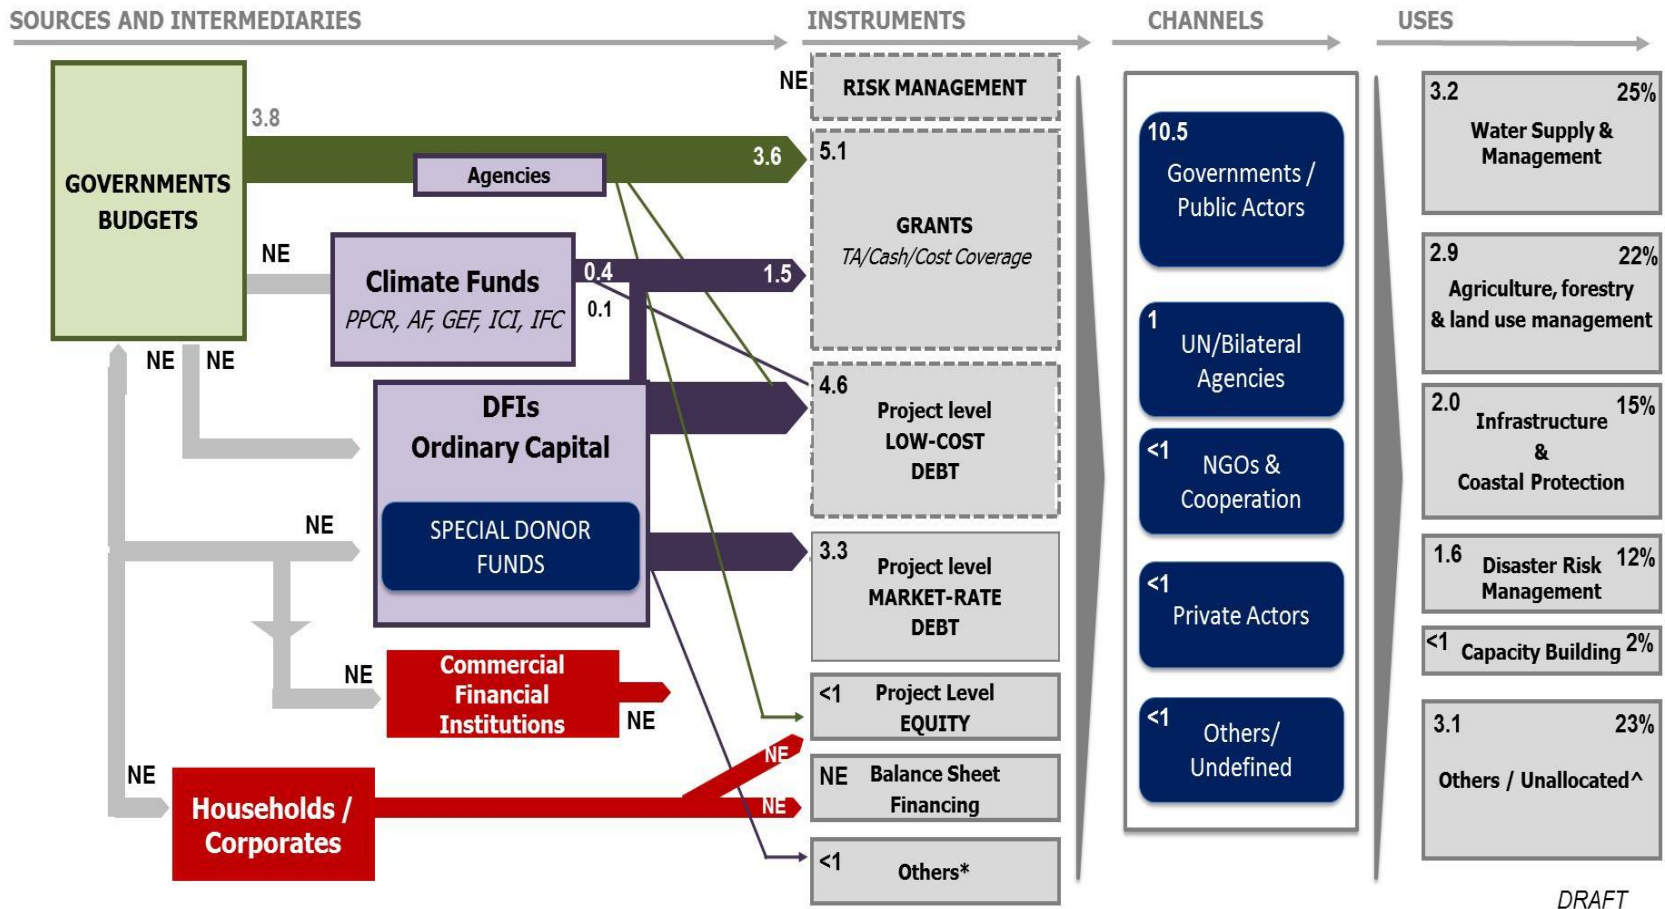 SOURCES AND INTERMEDIARIES
INSTRUMENTS
CHANNELS
USES
GOVERNMENTS
BUDGETS
3.8
3.6
Agencies
NE
Climate Funds
PPCR, AF, GEF, ICI, IFC
0.4
0.1
1.5
NE
NE
DFIs
Ordinary Capital
SPECIAL DONOR
FUNDS
NE
NE
Commercial
Financial
Institutions
NE
NE
Households /
Corporates
NE
NE
NE
RISK MANAGEMENT
5.1
GRANTS
TA/Cash/Cost Coverage
4.6
Project level
LOW-COST
DEBT
3.3
Project level
MARKET-RATE
DEBT
<1
Project Level
EQUITY
NE
Balance Sheet
Financing
<1
Others*
10.5
Governments /
Public Actors
1
UN/Bilateral
Agencies
<1
NGOs &
Cooperation
<1
Private Actors
<1
Others/
Undefined
3.2
25%
Water Supply &
Management
2.9
22%
Agriculture, forestry
& land use management
2.0
15%
Infrastructure
&
Coastal Protection
1.6
12%
Disaster Risk
Management
<1
Capacity Building
2%
3.1
23%
Others / Unallocated^
DRAFT